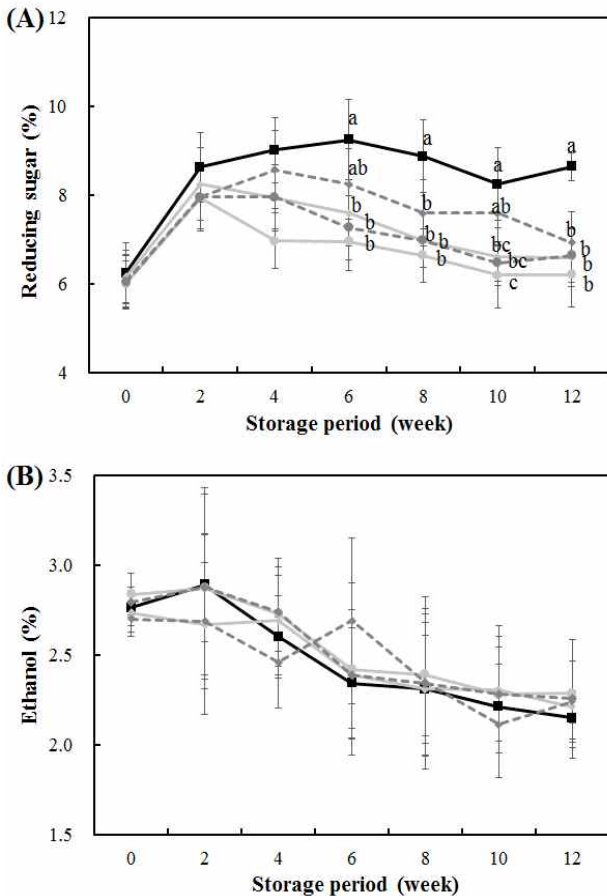 (A)
12
10
8
6
4
Reducing sugar (%)
a
a
a
a
ab
b
b
b
b
b
b
b
ab
bc
bc
c
b
b
b
b
0 2 4 6 8 10 12
Storage period (week)
(B)
3.5
3.0
2.5
2.0
1.5
Ethanol (%)
0 2 4 6 8 10 12
Storage period (week)